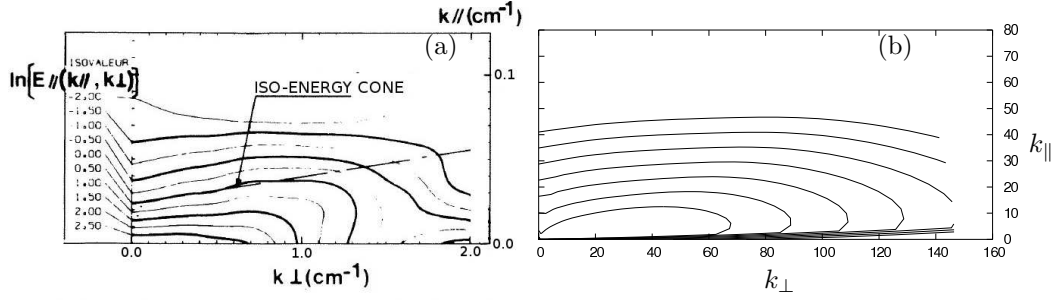 k//(cm⁻¹)
(a)
ISOVALEUR
ln[E//(k//, k⊥)]
-2.00
-1.50
-1.00
-0.50
0.00
0.50
1.00
1.50
2.00
2.50
ISO-ENERGY CONE
0.1
0.0
0.0 1.0 2.0
k⊥(cm⁻¹)
(b)
80
70
60
50
40
30
20
10
0
k∥
0 20 40 60 80 100 120 140 160
k⊥